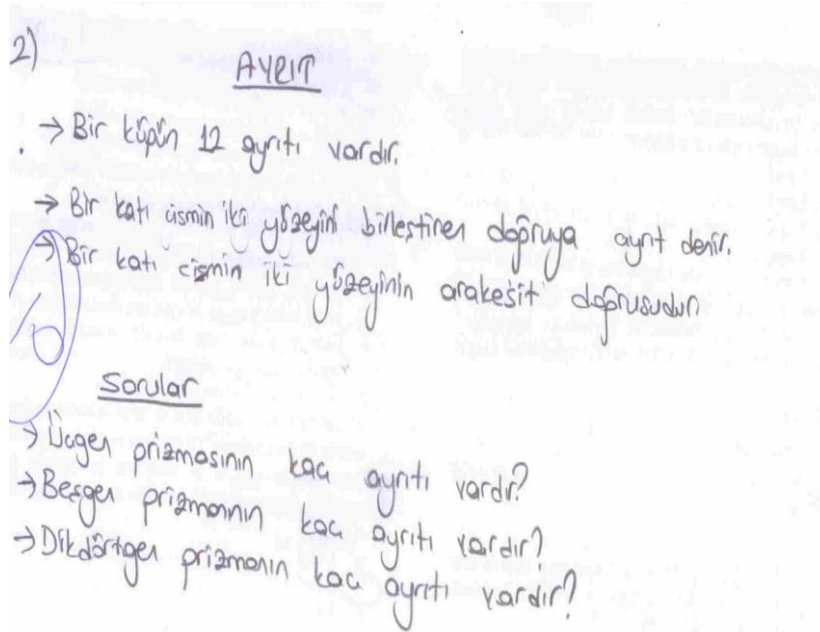 2)
AYRIT
→ Bir küpün 12 ayrıtı vardır.
→ Bir katı cismin iki yüzeyini birleştiren doğruya ayrıt denir.
→ Bir katı cismin iki yüzeyinin arakesit doğrusudur.
Sorular
→ Üçgen prizmasının kaç ayrıtı vardır?
→ Beşgen prizmanın kaç ayrıtı vardır?
→ Dikdörtgen prizmanın kaç ayrıtı vardır?